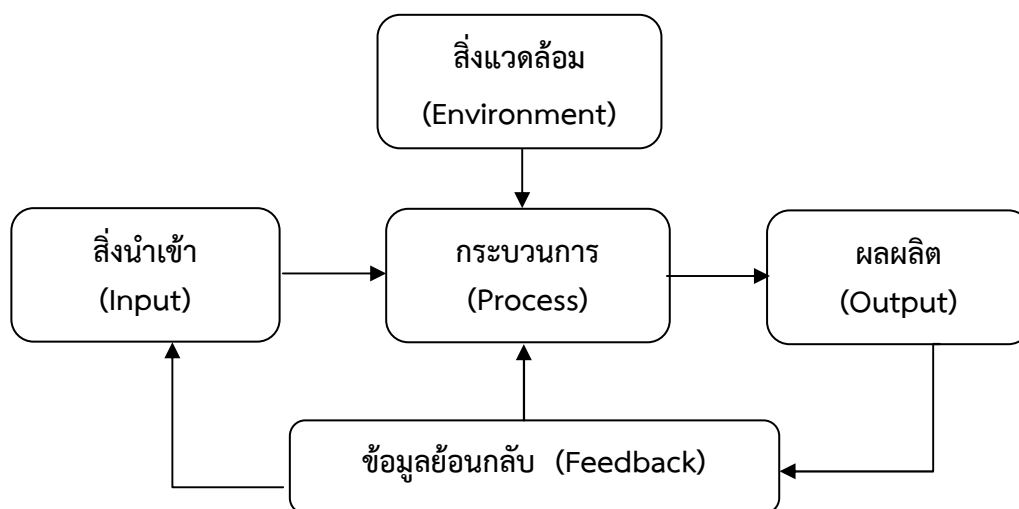 สิ่งแวดล้อม
(Environment)
สิ่งนำเข้า
(Input)
กระบวนการ
(Process)
ผลผลิต
(Output)
ข้อมูลย้อนกลับ (Feedback)